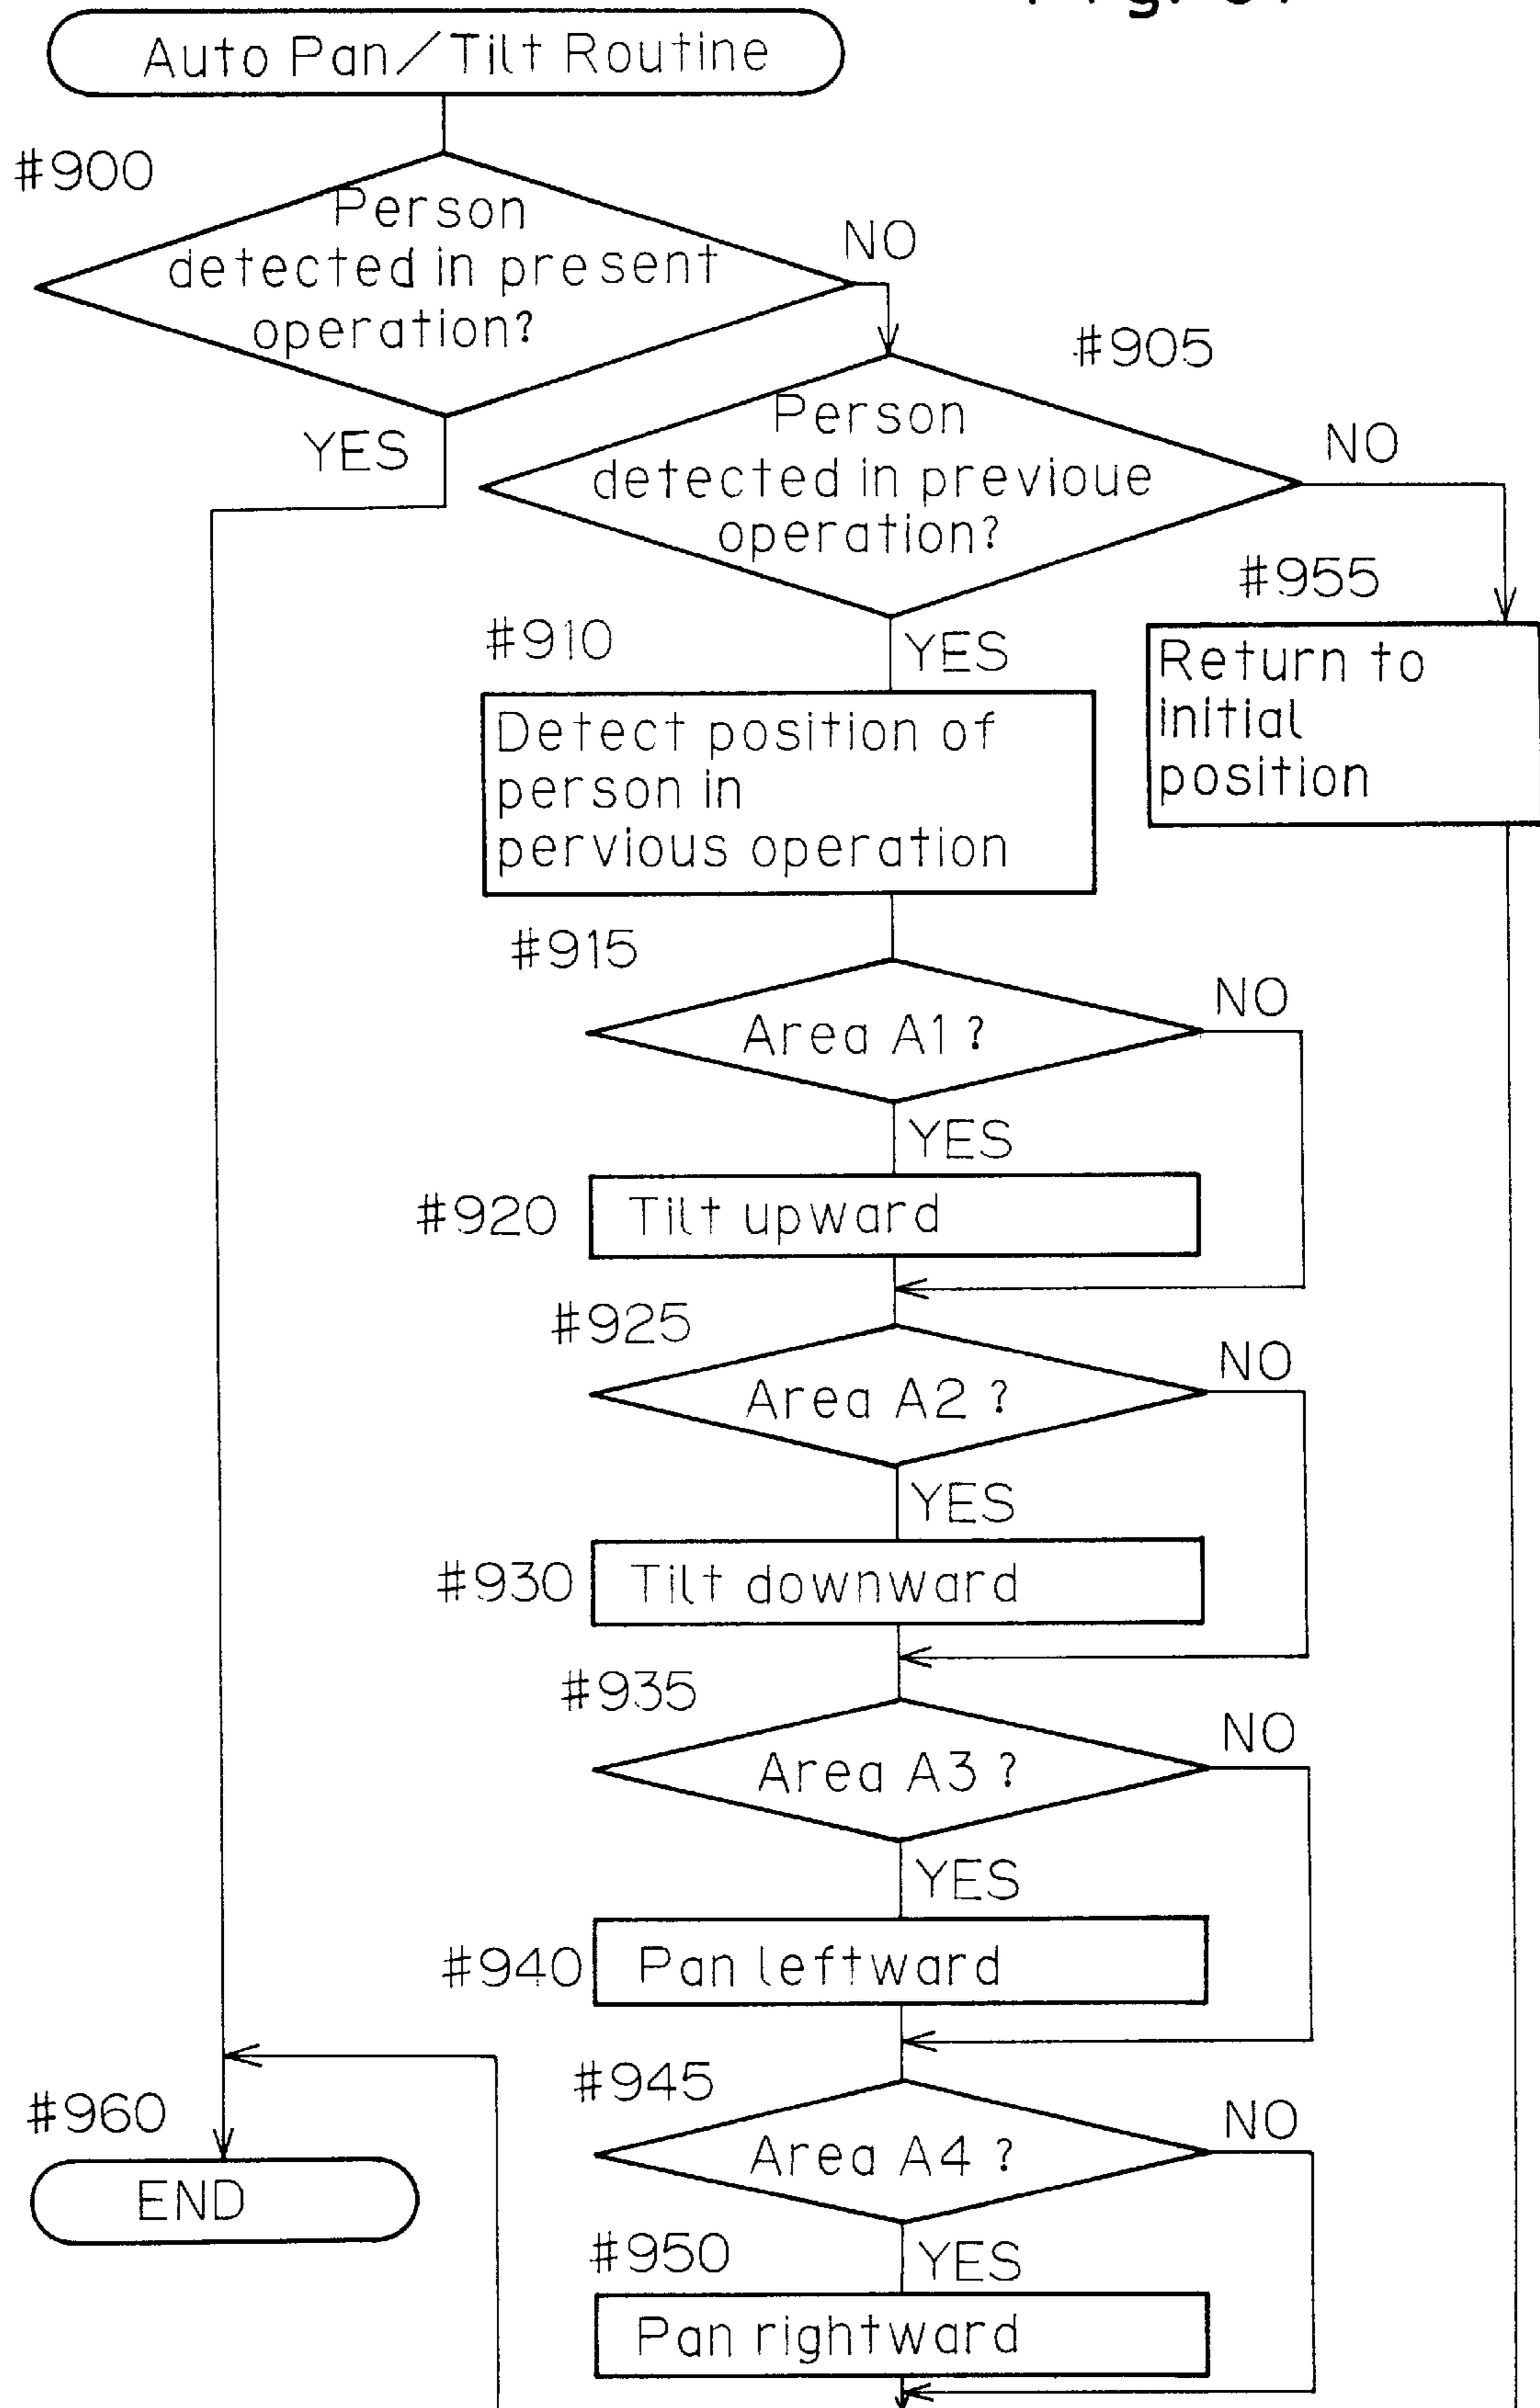 Auto Pan/Tilt Routine
#900
Person
detected in present
operation?
NO
YES
#905
Person
detected in previoue
operation?
NO
YES
#955
Return to
initial
position
#910
Detect position of
person in
pervious operation
#915
Area A1 ?
NO
YES
#920
Tilt upward
#925
Area A2 ?
NO
YES
#930
Tilt downward
#935
Area A3 ?
NO
YES
#940
Pan leftward
#945
Area A4 ?
NO
YES
#950
Pan rightward
#960
END